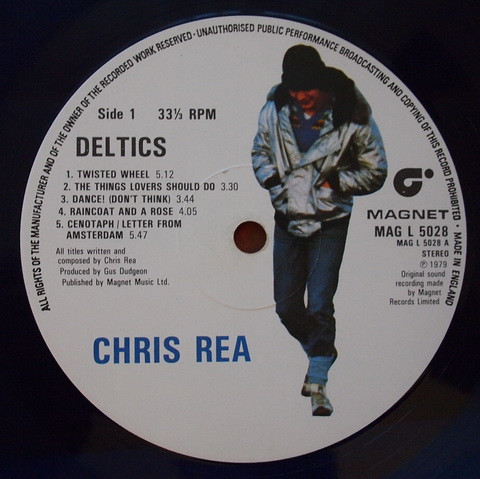 ALL RIGHTS OF THE MANUFACTURER AND OF THE OWNER OF THE RECORDED WORK RESERVED · UNAUTHORISED PUBLIC PERFORMANCE BROADCASTING AND COPYING OF THIS RECORD PROHIBITED · MADE IN ENGLAND
Side 1 33⅓ RPM
DELTICS
1. TWISTED WHEEL 5.12
2. THE THINGS LOVERS SHOULD DO 3.30
3. DANCE! (DON'T THINK) 3.44
4. RAINCOAT AND A ROSE 4.05
5. CENOTAPH/LETTER FROM
AMSTERDAM 5.47
All titles written and
composed by Chris Rea
Produced by Gus Dudgeon
Published by Magnet Music Ltd.
MAGNET
MAG L 5028
MAG L 5028 A
STEREO
℗ 1979
Original sound
recording made
by Magnet
Records Limited.
CHRIS REA